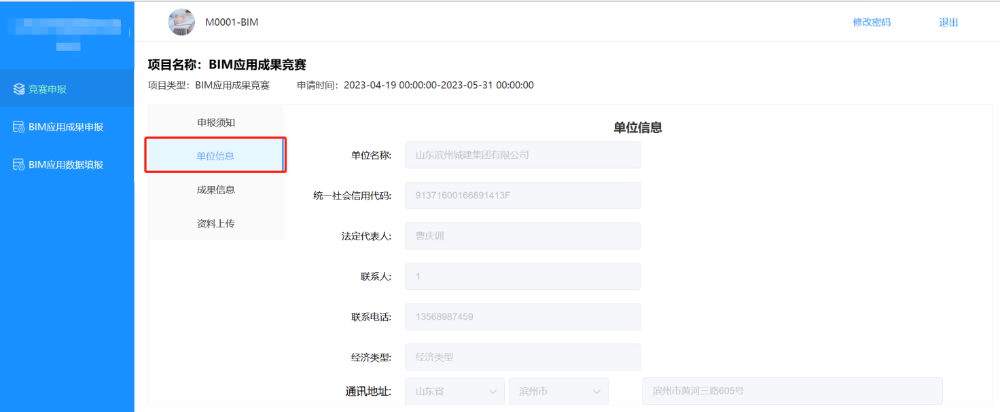 M0001-BIM
修改密码
退出
项目名称：BIM应用成果竞赛
项目类型：BIM应用成果竞赛 申请时间：2023-04-19 00:00:00-2023-05-31 00:00:00
竞赛申报
BIM应用成果申报
BIM应用数据填报
申报须知
单位信息
成果信息
资料上传
单位信息
单位名称: 山东滨州城建集团有限公司
统一社会信用代码: 91371600166891413F
法定代表人: 曹庆训
联系人: 1
联系电话: 13568987459
经济类型: 经济类型
通讯地址: 山东省 滨州市 滨州市黄河三路605号